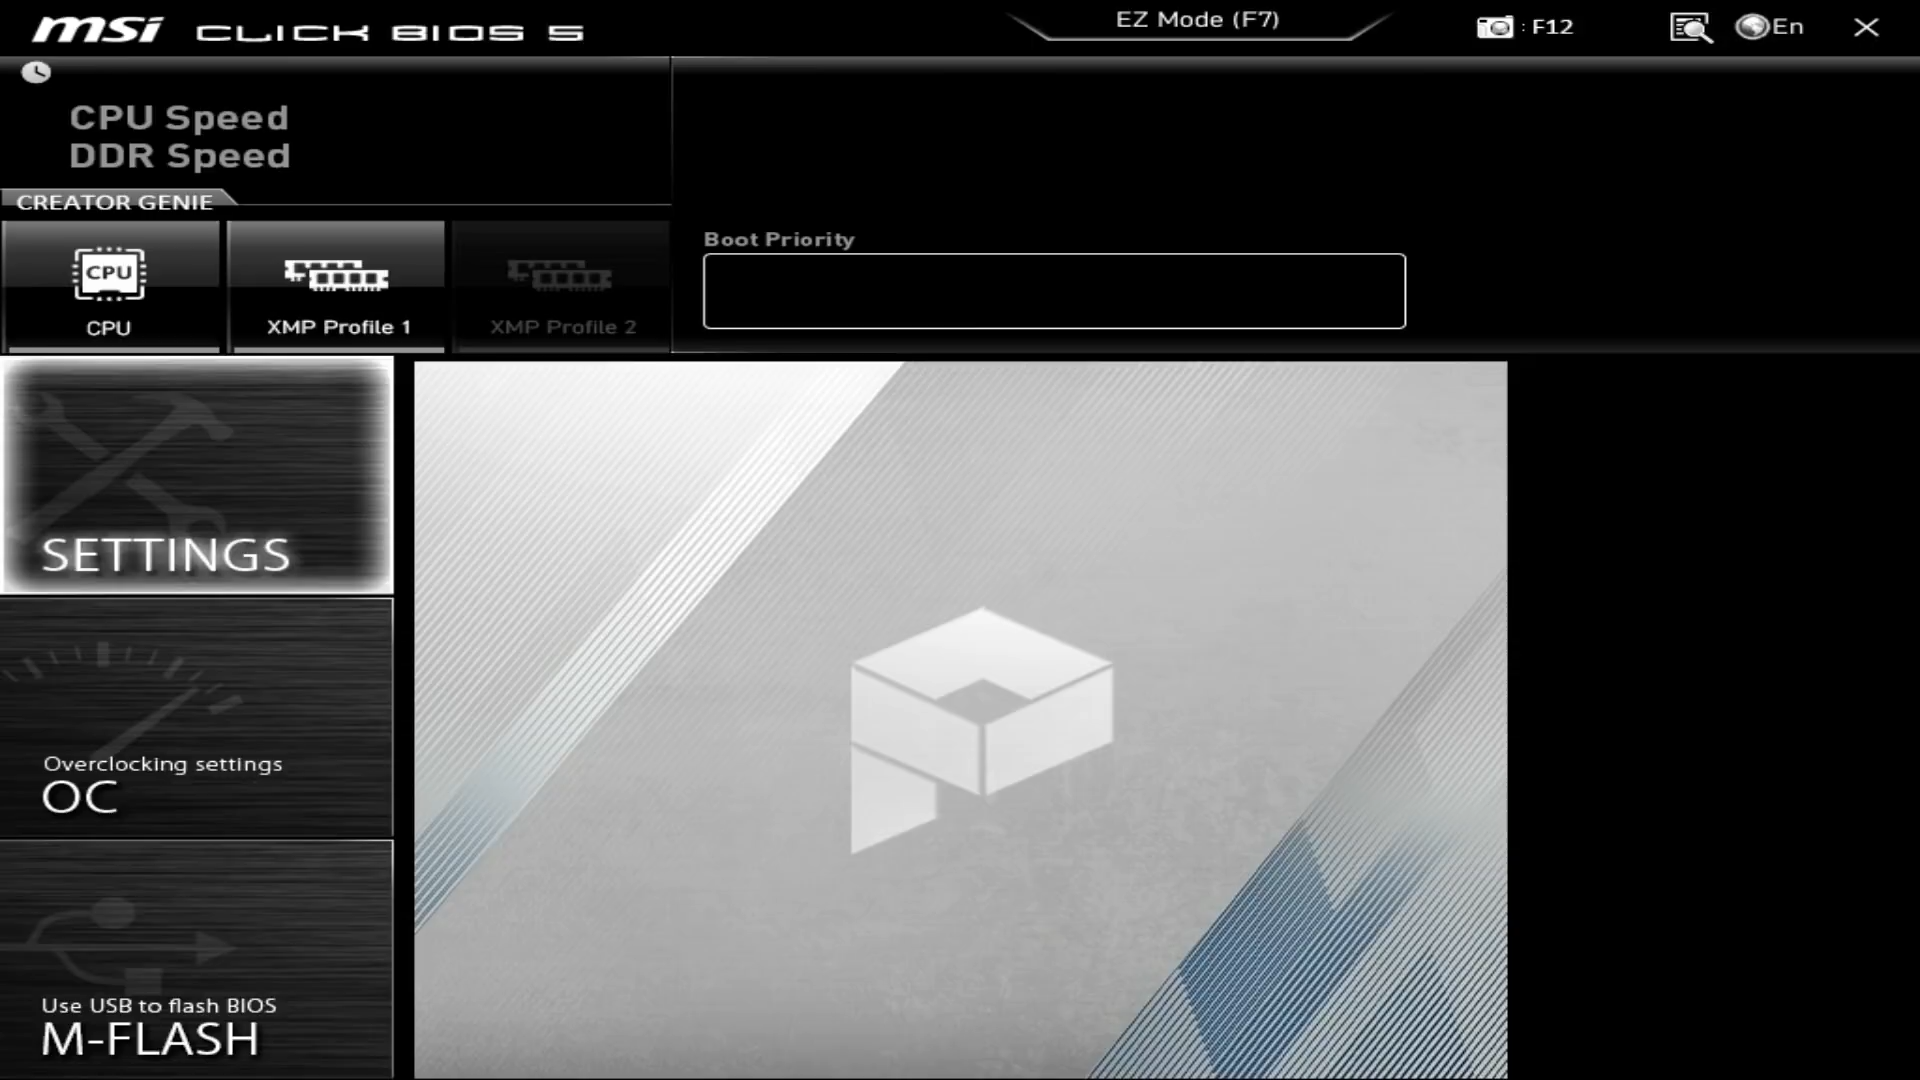 msi CLICK BIOS 5
EZ Mode (F7)
: F12
En
CPU Speed
DDR Speed
CREATOR GENIE
CPU
CPU
XMP Profile 1
XMP Profile 2
Boot Priority
SETTINGS
Overclocking settings
OC
Use USB to flash BIOS
M-FLASH